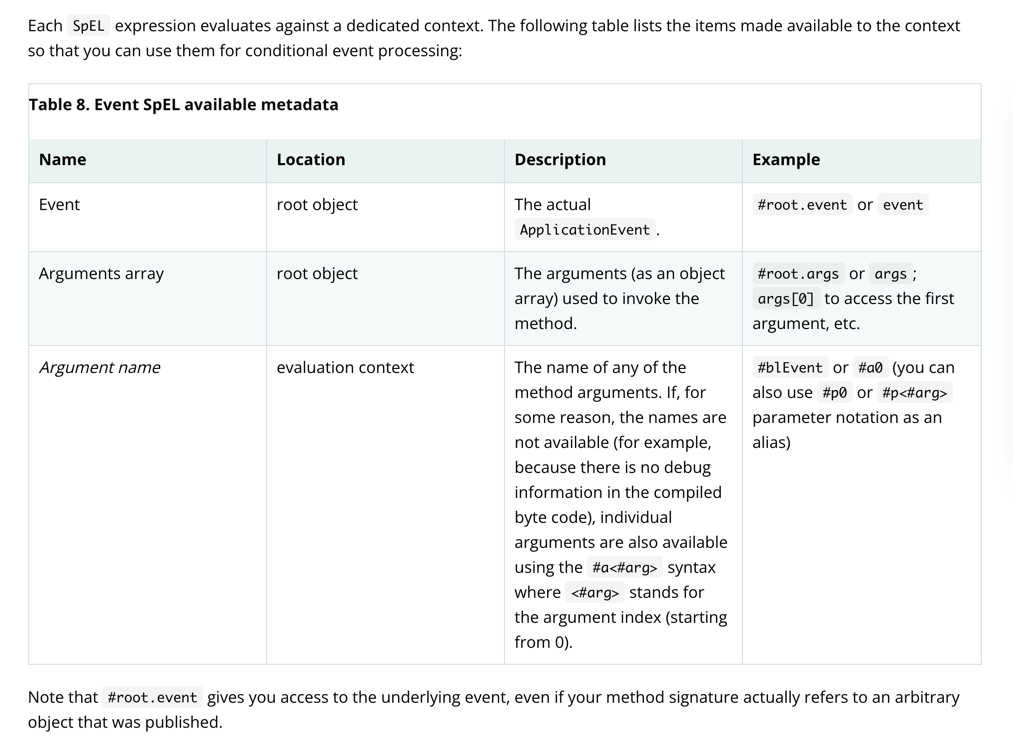 Each SpEL expression evaluates against a dedicated context. The following table lists the items made available to the context
so that you can use them for conditional event processing:
Table 8. Event SpEL available metadata
Name
Location
Description
Example
Event
root object
The actual
ApplicationEvent .
#root.event or event
Arguments array
root object
The arguments (as an object
array) used to invoke the
method.
#root.args or args ;
args[0] to access the first
argument, etc.
Argument name
evaluation context
The name of any of the
method arguments. If, for
some reason, the names are
not available (for example,
because there is no debug
information in the compiled
byte code), individual
arguments are also available
using the #a<#arg> syntax
where <#arg> stands for
the argument index (starting
from 0).
#blEvent or #a0 (you can
also use #p0 or #p<#arg>
parameter notation as an
alias)
Note that #root.event gives you access to the underlying event, even if your method signature actually refers to an arbitrary
object that was published.